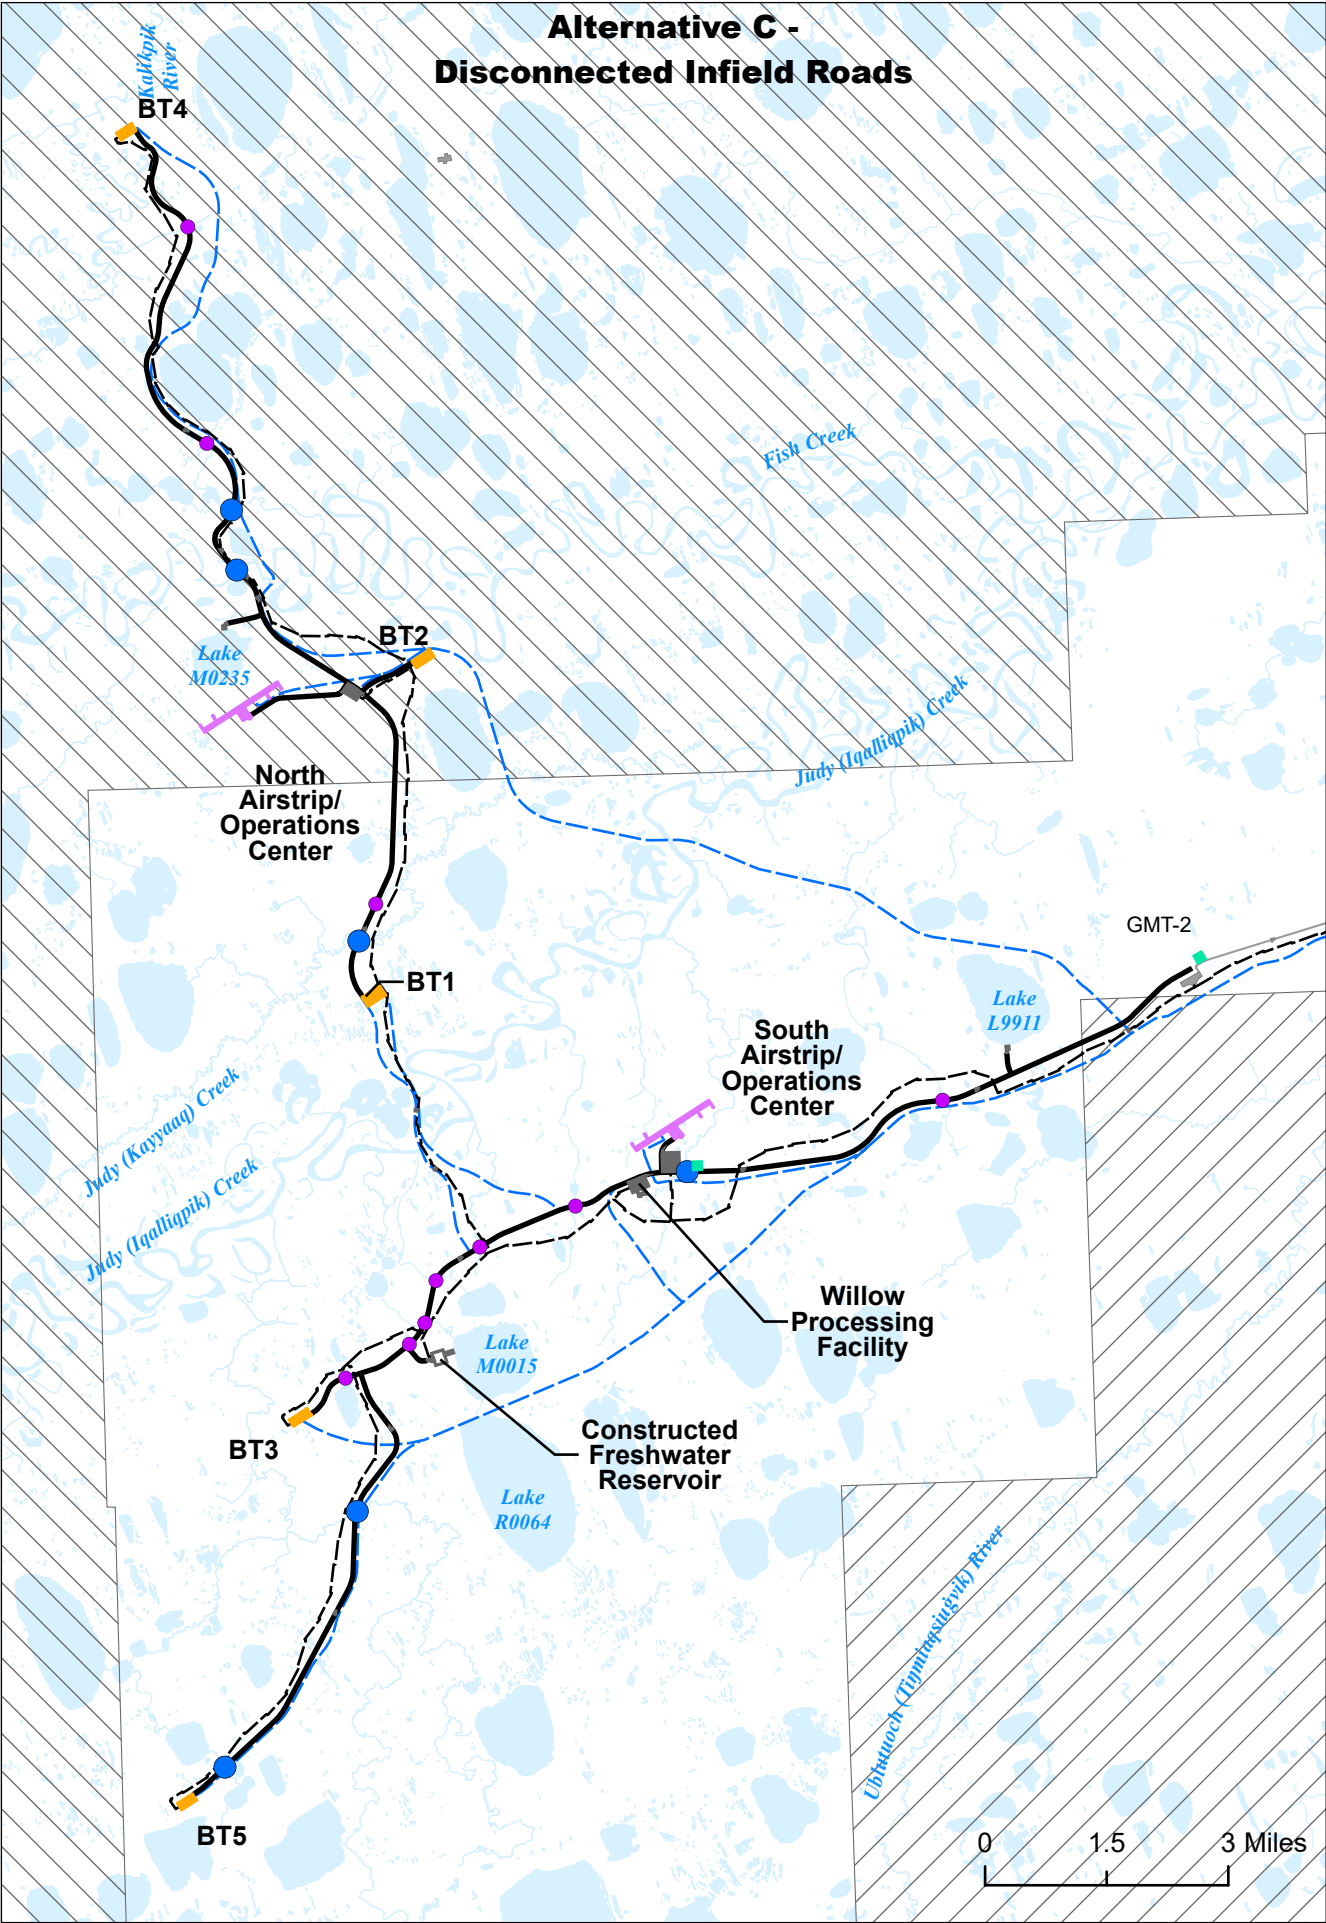 Alternative C -
Disconnected Infield Roads
Kalikpik
River
BT4
Fish Creek
BT2
Lake
M0235
Judy (Iqalliqpik) Creek
North
Airstrip/
Operations
Center
GMT-2
BT1
Lake
L9911
South
Airstrip/
Operations
Center
Judy (Kayyaaq) Creek
Judy (Iqalliqpik) Creek
Willow
Processing
Facility
Lake
M0015
Constructed
Freshwater
Reservoir
BT3
Lake
R0064
Ublutuoch (Tiŋmiaqsiuġvik) River
BT5
0 1.5 3 Miles